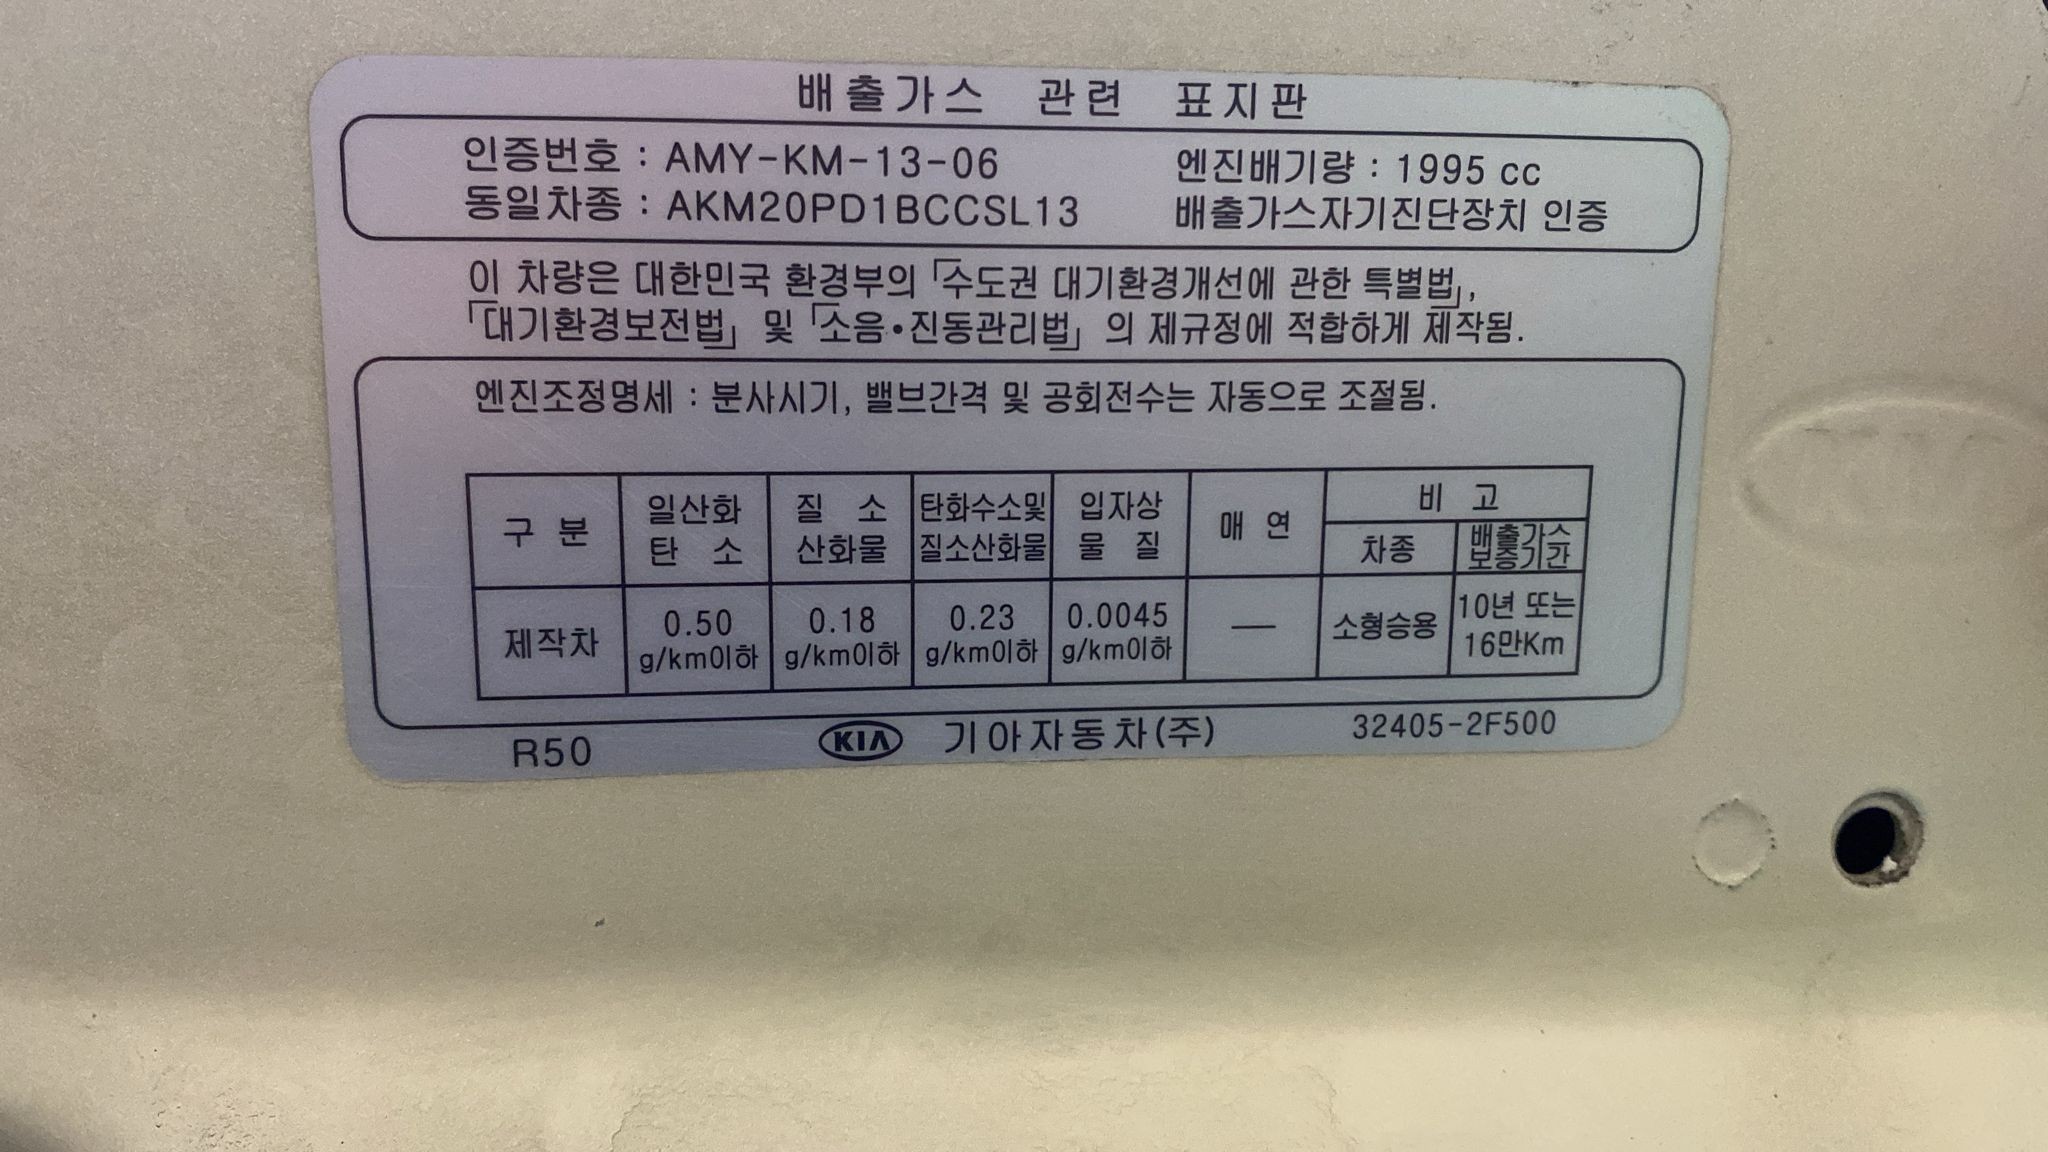 배출가스 관련 표지판
인증번호 : AMY-KM-13-06 엔진배기량 : 1995 cc
동일차종 : AKM20PD1BCCSL13 배출가스자기진단장치 인증
이 차량은 대한민국 환경부의 「수도권 대기환경개선에 관한 특별법」,
「대기환경보전법」 및 「소음•진동관리법」 의 제규정에 적합하게 제작됨.
엔진조정명세 : 분사시기, 밸브간격 및 공회전수는 자동으로 조절됨.
구 분 일산화 탄 소 질 소 산화물 탄화수소및 질소산화물 입자상 물 질 매 연 비 고
차종 배출가스 보증기간
제작차 0.50 g/km이하 0.18 g/km이하 0.23 g/km이하 0.0045 g/km이하 — 소형승용 10년 또는 16만Km
R50 KIA 기아자동차(주) 32405-2F500